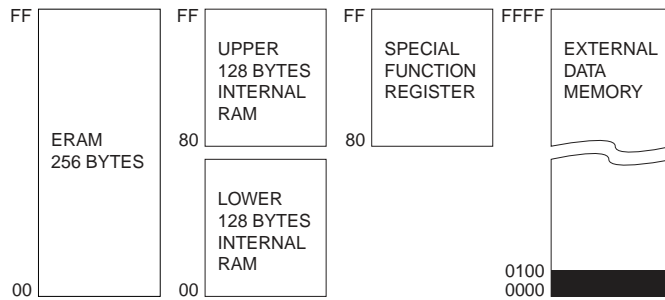 FF
ERAM
256 BYTES
00
FF
UPPER
128 BYTES
INTERNAL
RAM
80
LOWER
128 BYTES
INTERNAL
RAM
00
FF
SPECIAL
FUNCTION
REGISTER
80
FFFF
EXTERNAL
DATA
MEMORY
0100
0000